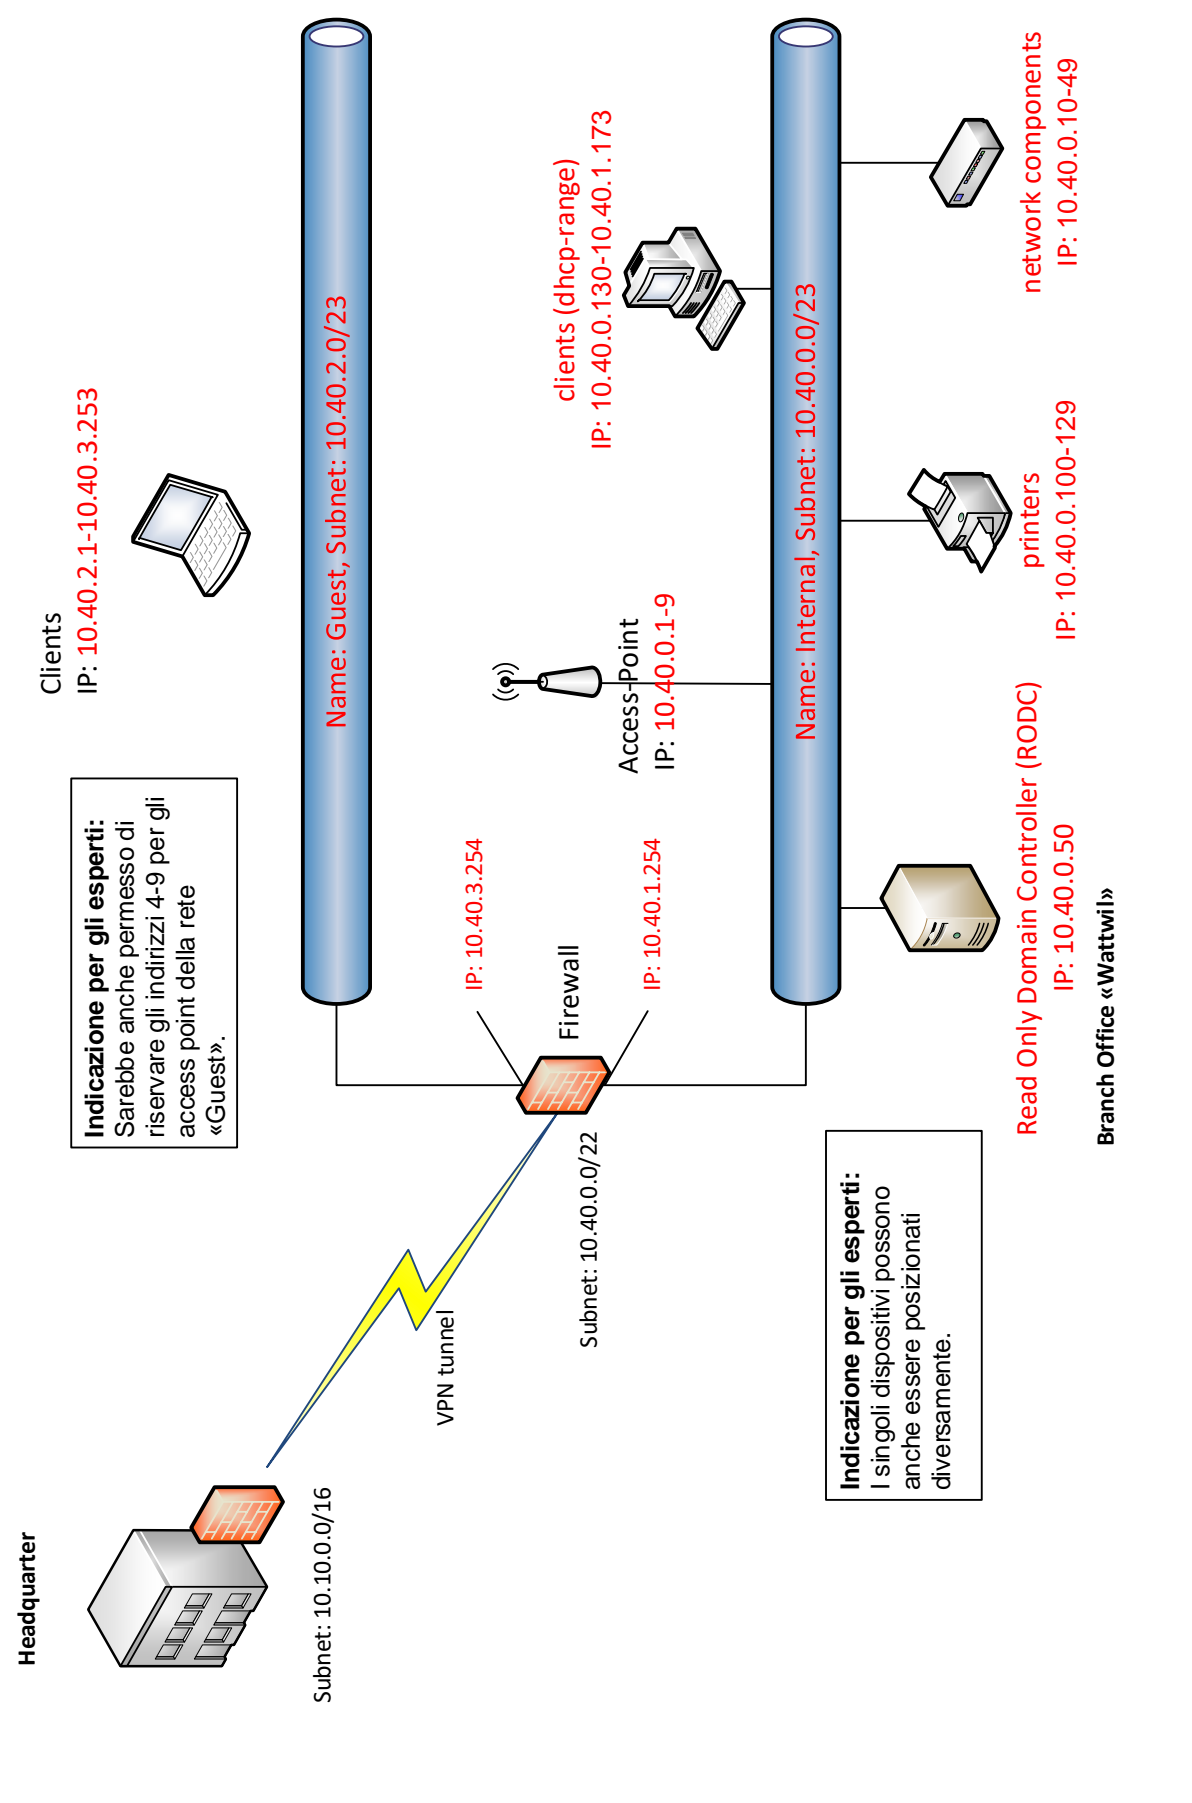 Headquarter
Subnet: 10.10.0.0/16
VPN tunnel
Subnet: 10.40.0.0/22
Indicazione per gli esperti:
Sarebbe anche permesso di
riservare gli indirizzi 4-9 per gli
access point della rete
«Guest».
Clients
IP: 10.40.2.1-10.40.3.253
Name: Guest, Subnet: 10.40.2.0/23
IP: 10.40.3.254
Firewall
IP: 10.40.1.254
Access-Point
IP: 10.40.0.1-9
clients (dhcp-range)
IP: 10.40.0.130-10.40.1.173
Name: Internal, Subnet: 10.40.0.0/23
Indicazione per gli esperti:
I singoli dispositivi possono
anche essere posizionati
diversamente.
Read Only Domain Controller (RODC)
IP: 10.40.0.50
printers
IP: 10.40.0.100-129
network components
IP: 10.40.0.10-49
Branch Office «Wattwil»